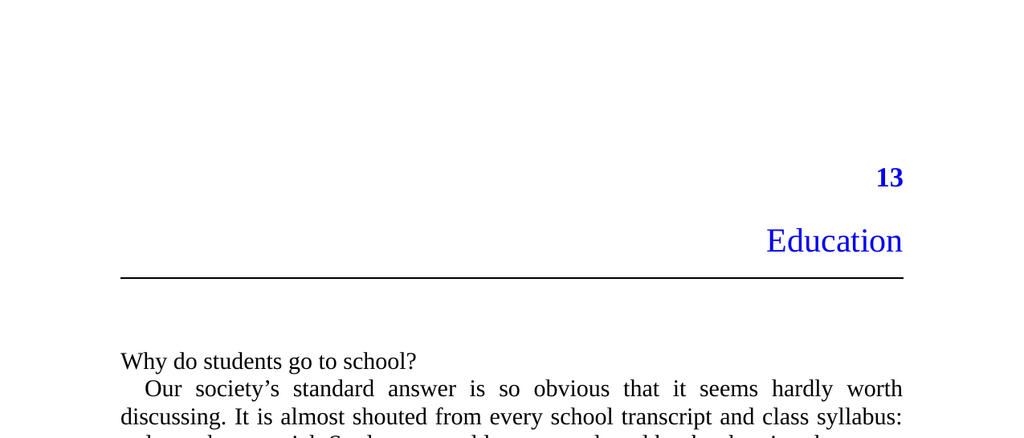 13
Education
Why do students go to school?
Our society’s standard answer is so obvious that it seems hardly worth
discussing. It is almost shouted from every school transcript and class syllabus: